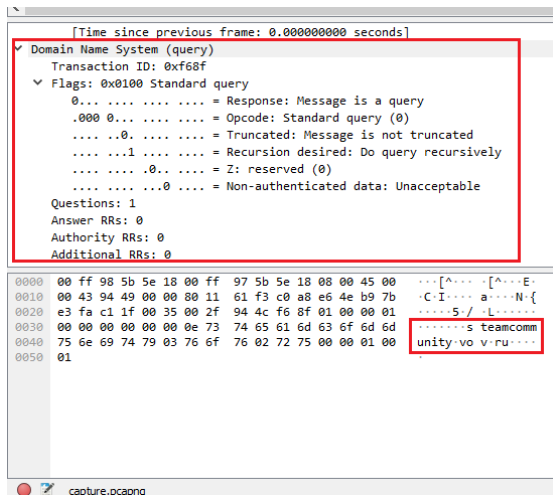 [Time since previous frame: 0.000000000 seconds]
Domain Name System (query)
Transaction ID: 0xf68f
Flags: 0x0100 Standard query
0... .... .... .... = Response: Message is a query
.000 0... .... .... = Opcode: Standard query (0)
.... ..0. .... .... = Truncated: Message is not truncated
.... ...1 .... .... = Recursion desired: Do query recursively
.... .... .0.. .... = Z: reserved (0)
.... .... ...0 .... = Non-authenticated data: Unacceptable
Questions: 1
Answer RRs: 0
Authority RRs: 0
Additional RRs: 0
0000 00 ff 98 5b 5e 18 00 ff 97 5b 5e 18 08 00 45 00 ···[^··· ·[^···E·
0010 00 43 94 49 00 00 80 11 61 f3 c0 a8 e6 4e b9 7b ·C·I···· a····N·{
0020 e3 fa c1 1f 00 35 00 2f 94 4c f6 8f 01 00 00 01 ·····5·/ ·L······
0030 00 00 00 00 00 00 0e 73 74 65 61 6d 63 6f 6d 6d ·······s teamcomm
0040 75 6e 69 74 79 03 76 6f 76 02 72 75 00 00 01 00 unity·vo v·ru····
0050 01 ·
capture.pcapng